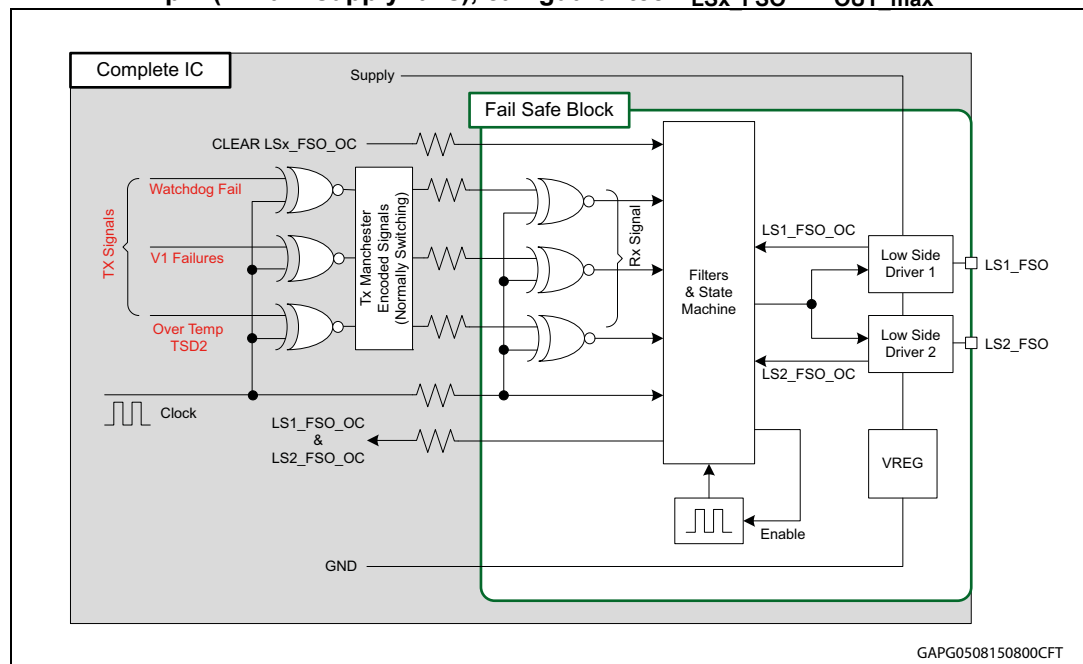 LSx_FSO OUT_max
Complete IC
Supply
Fail Safe Block
CLEAR LSx_FSO_OC
TX Signals
Watchdog Fail
V1 Failures
Over Temp
TSD2
Tx Manchester
Encoded Signals
(Normally Switching)
Rx Signal
Filters
& State
Machine
LS1_FSO_OC
Low Side
Driver 1
LS1_FSO
Low Side
Driver 2
LS2_FSO
LS2_FSO_OC
Clock
LS1_FSO_OC
&
LS2_FSO_OC
VREG
Enable
GND
GAPG0508150800CFT